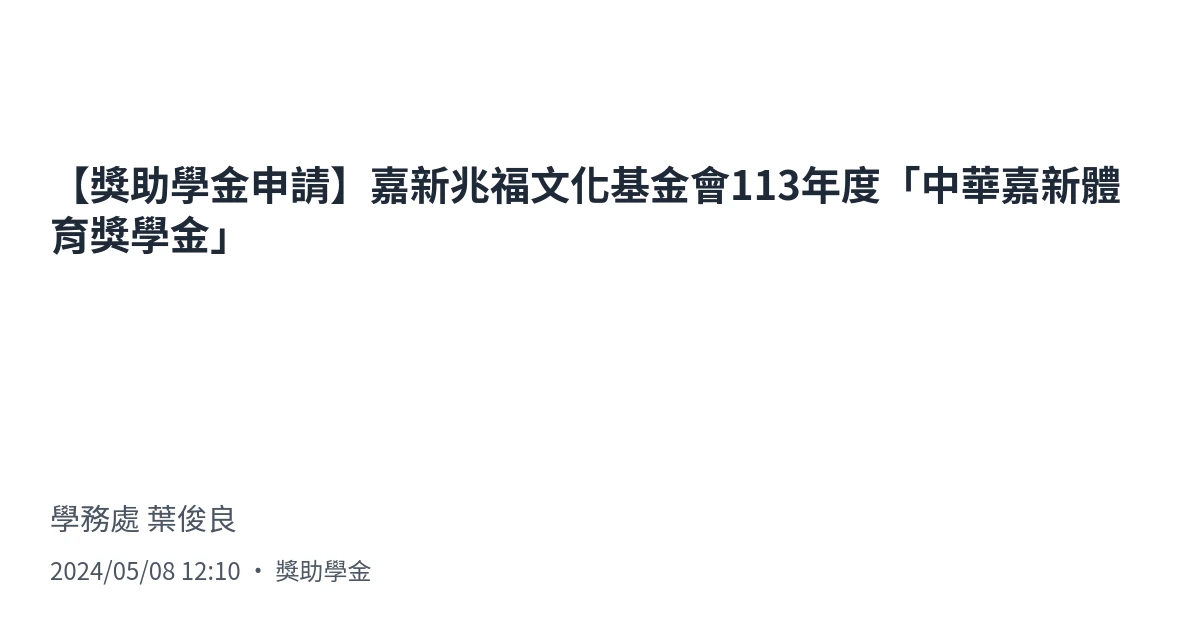 【獎助學金申請】嘉新兆福文化基金會113年度「中華嘉新體
育獎學金」
學務處 葉俊良
2024/05/08 12:10 • 獎助學金